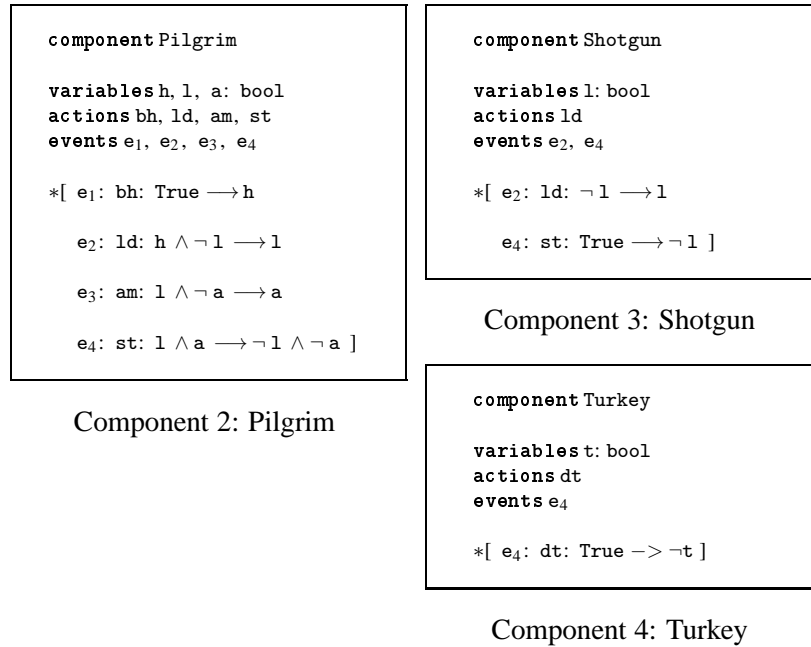 component Pilgrim
variables h, l, a: bool
actions bh, ld, am, st
events e₁, e₂, e₃, e₄
*[ e₁: bh: True ⟶ h
e₂: ld: h ∧ ¬ l ⟶ l
e₃: am: l ∧ ¬ a ⟶ a
e₄: st: l ∧ a ⟶ ¬ l ∧ ¬ a ]
Component 2: Pilgrim
component Shotgun
variables l: bool
actions ld
events e₂, e₄
*[ e₂: ld: ¬ l ⟶ l
e₄: st: True ⟶ ¬ l ]
Component 3: Shotgun
component Turkey
variables t: bool
actions dt
events e₄
*[ e₄: dt: True −> ¬t ]
Component 4: Turkey